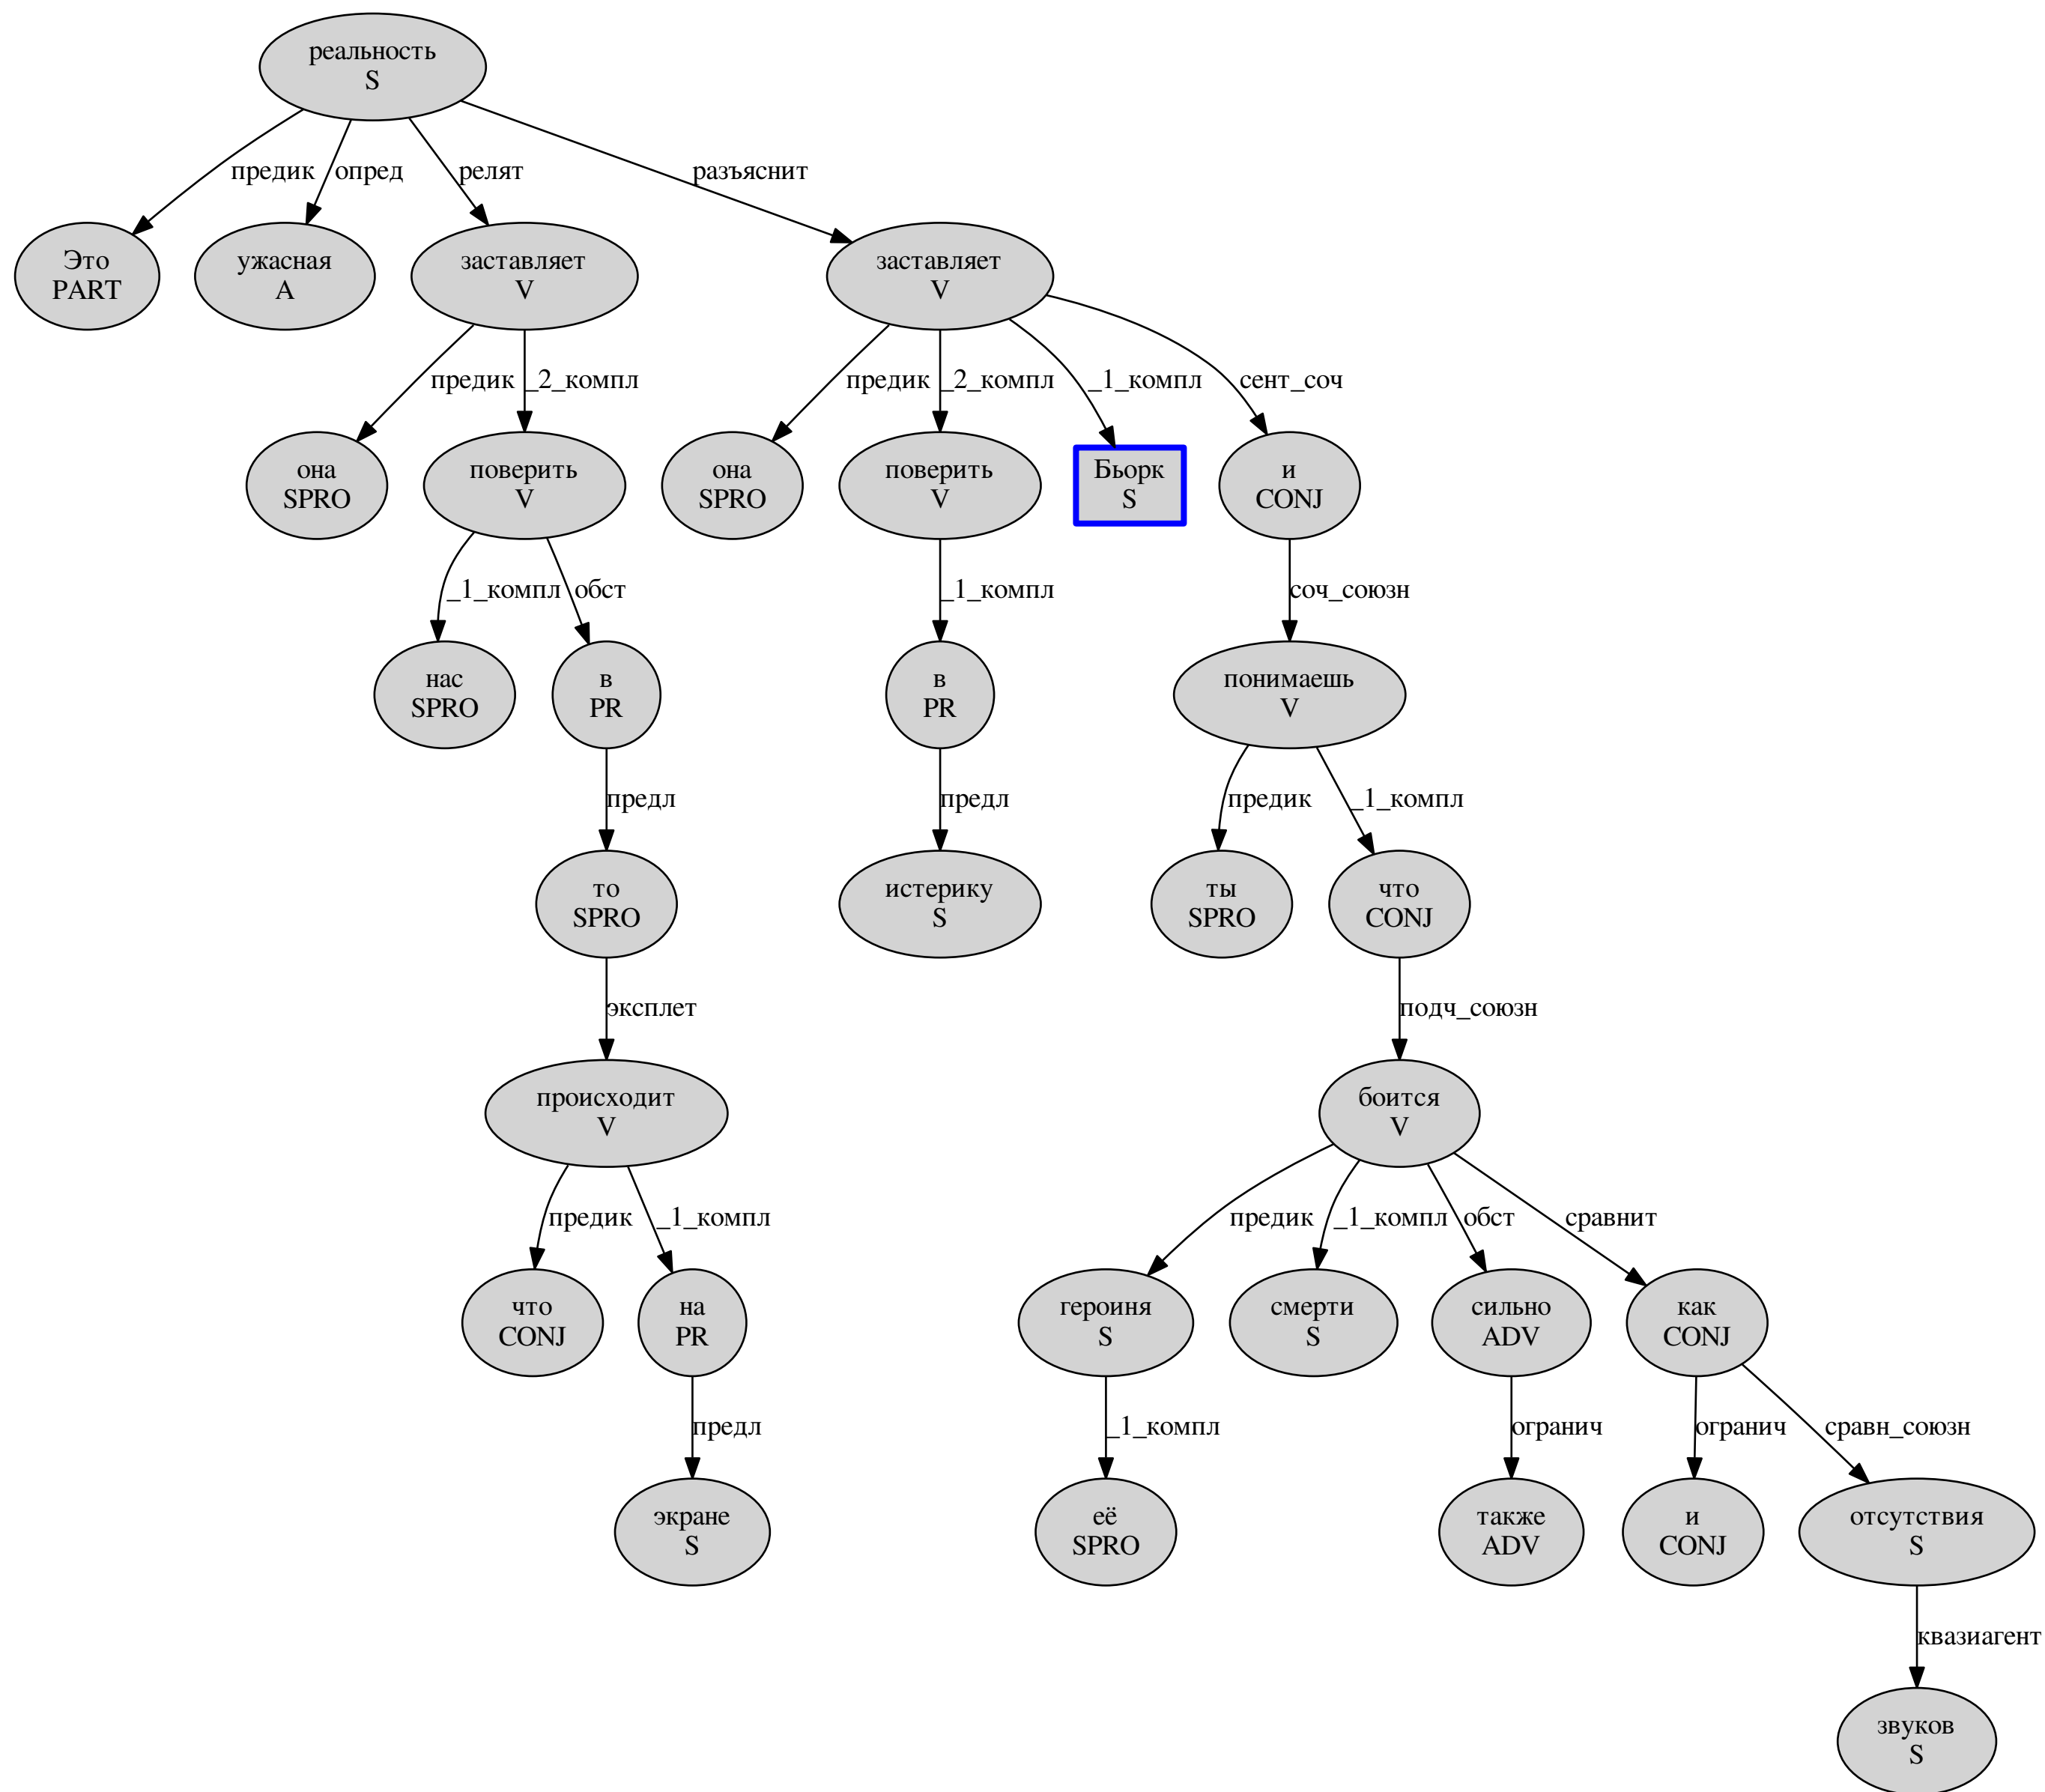 реальность
S
предик
опред
релят
разъяснит
Это
PART
ужасная
A
заставляет
V
заставляет
V
предик
_2_компл
предик
_2_компл
_1_компл
сент_соч
она
SPRO
поверить
V
она
SPRO
поверить
V
Бьорк
S
и
CONJ
_1_компл
обст
_1_компл
соч_союзн
нас
SPRO
в
PR
в
PR
понимаешь
V
предл
предл
предик
_1_компл
то
SPRO
истерику
S
ты
SPRO
что
CONJ
эксплет
подч_союзн
происходит
V
боится
V
предик
_1_компл
предик
_1_компл
обст
сравнит
что
CONJ
на
PR
героиня
S
смерти
S
сильно
ADV
как
CONJ
предл
_1_компл
огранич
огранич
сравн_союзн
экране
S
её
SPRO
также
ADV
и
CONJ
отсутствия
S
квазиагент
звуков
S